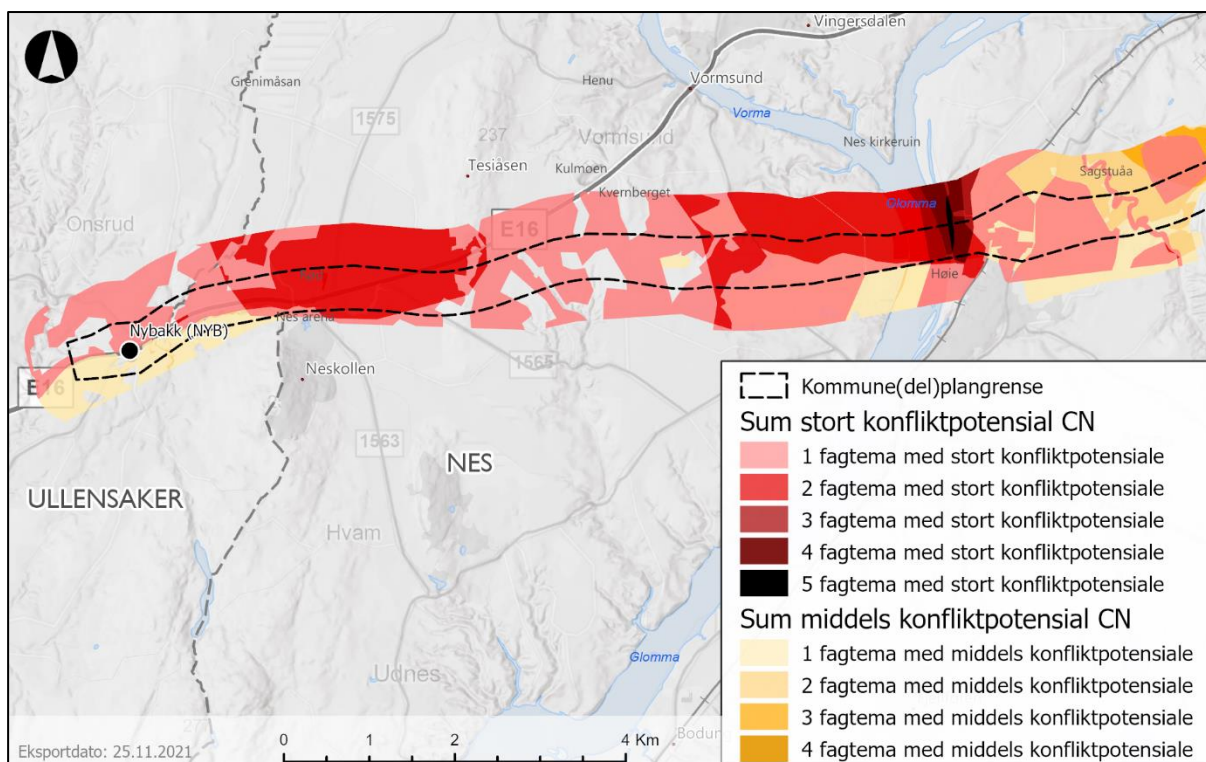 Vingersdalen
Grenimåsan
Henu
Vormsund
1575
237
Vorma
Vormsund
Nes kirkeruin
Tesiåsen
Kulmoen
Sagstuåa
Kvernberget
Glomma
Onsrud
E16
Høie
Nes arena
Nybakk (NYB)
1565
Neskollen
E16
1563
NES
ULLENSAKER
Hvam
Glomma
Udnes
Eksportdato: 25.11.2021
0 2 4 Km
Kommune(del)plangrense
Sum stort konfliktpotensial CN
1 fagtema med stort konfliktpotensiale
2 fagtema med stort konfliktpotensiale
3 fagtema med stort konfliktpotensiale
4 fagtema med stort konfliktpotensiale
5 fagtema med stort konfliktpotensiale
Sum middels konfliktpotensial CN
1 fagtema med middels konfliktpotensiale
2 fagtema med middels konfliktpotensiale
3 fagtema med middels konfliktpotensiale
4 fagtema med middels konfliktpotensiale